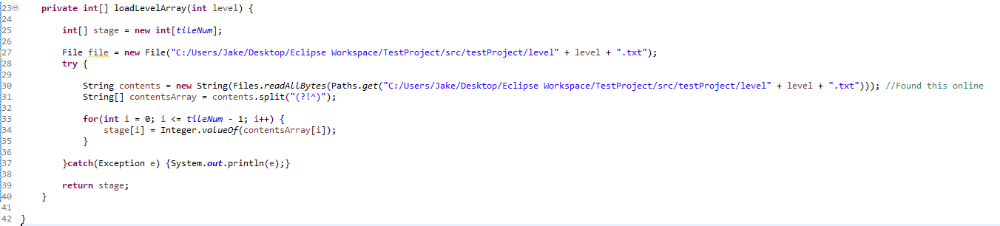 23 private int[] loadLevelArray(int level) {
24
25 int[] stage = new int[tileNum];
26
27 File file = new File("C:/Users/Jake/Desktop/Eclipse Workspace/TestProject/src/testProject/level" + level + ".txt");
28 try {
29
30 String contents = new String(Files.readAllBytes(Paths.get("C:/Users/Jake/Desktop/Eclipse Workspace/TestProject/src/testProject/level" + level + ".txt"))); //Found this online
31 String[] contentsArray = contents.split("(?!^)");
32
33 for(int i = 0; i <= tileNum - 1; i++) {
34 stage[i] = Integer.valueOf(contentsArray[i]);
35 }
36
37 }catch(Exception e) {System.out.println(e);}
38
39 return stage;
40 }
41
42 }